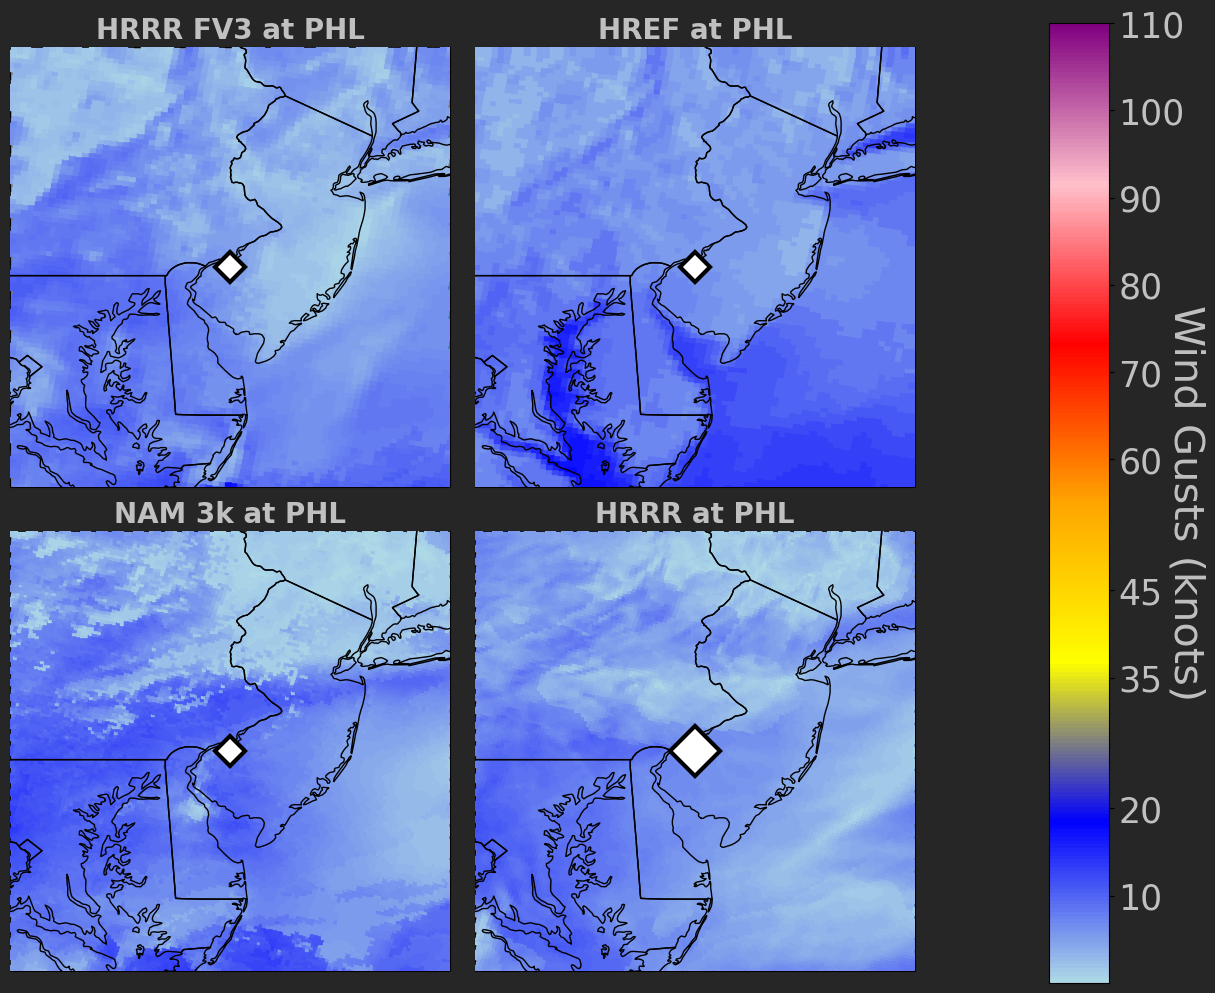 HRRR FV3 at PHL
HREF at PHL
NAM 3k at PHL
HRRR at PHL
110
100
90
80
70
60
45
35
20
10
Wind Gusts (knots)